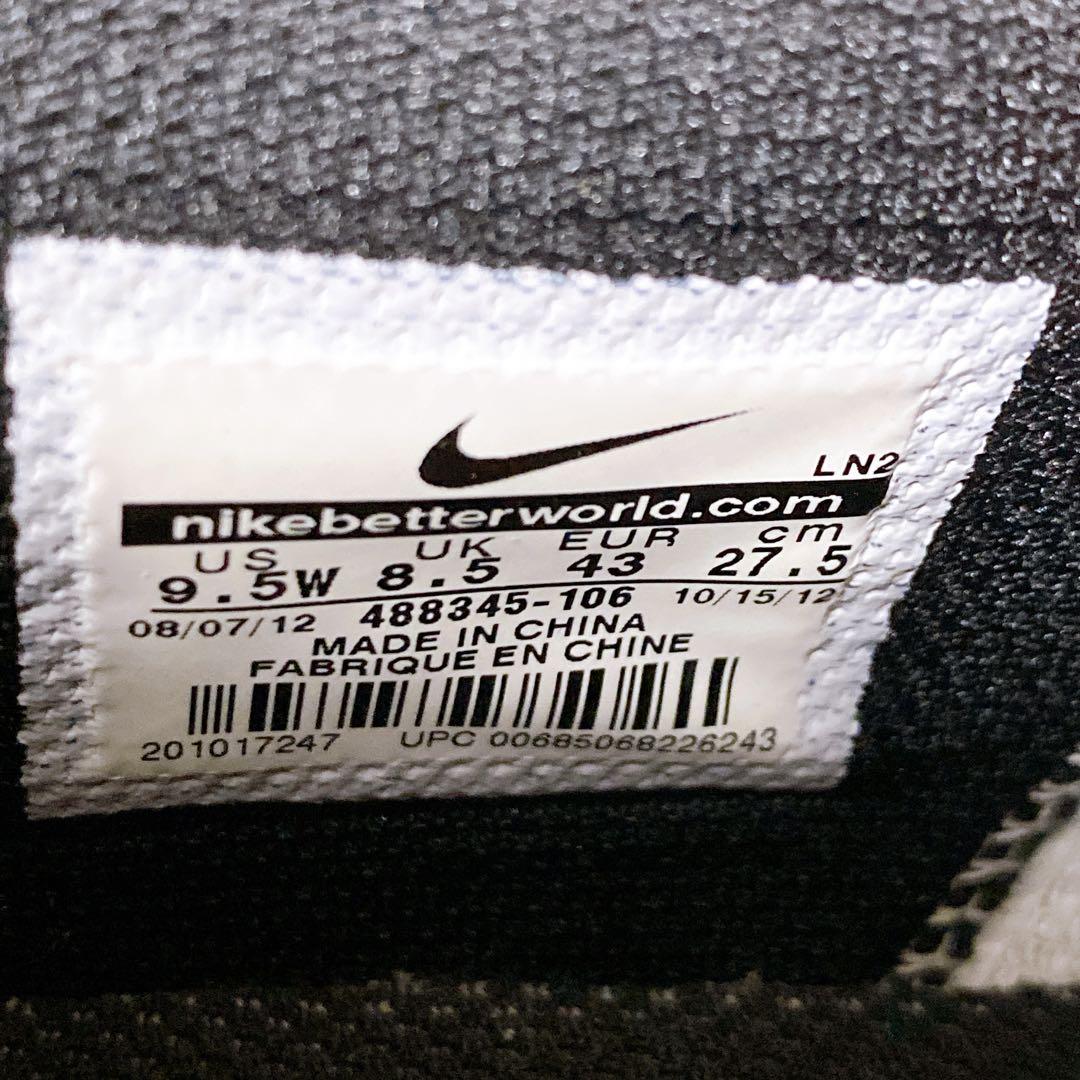 LN2
nikebetterworld.com
US UK EUR cm
9.5W 8.5 43 27.5
08/07/12 488345-106 10/15/12
MADE IN CHINA
FABRIQUE EN CHINE
201017247 UPC 00685068226243